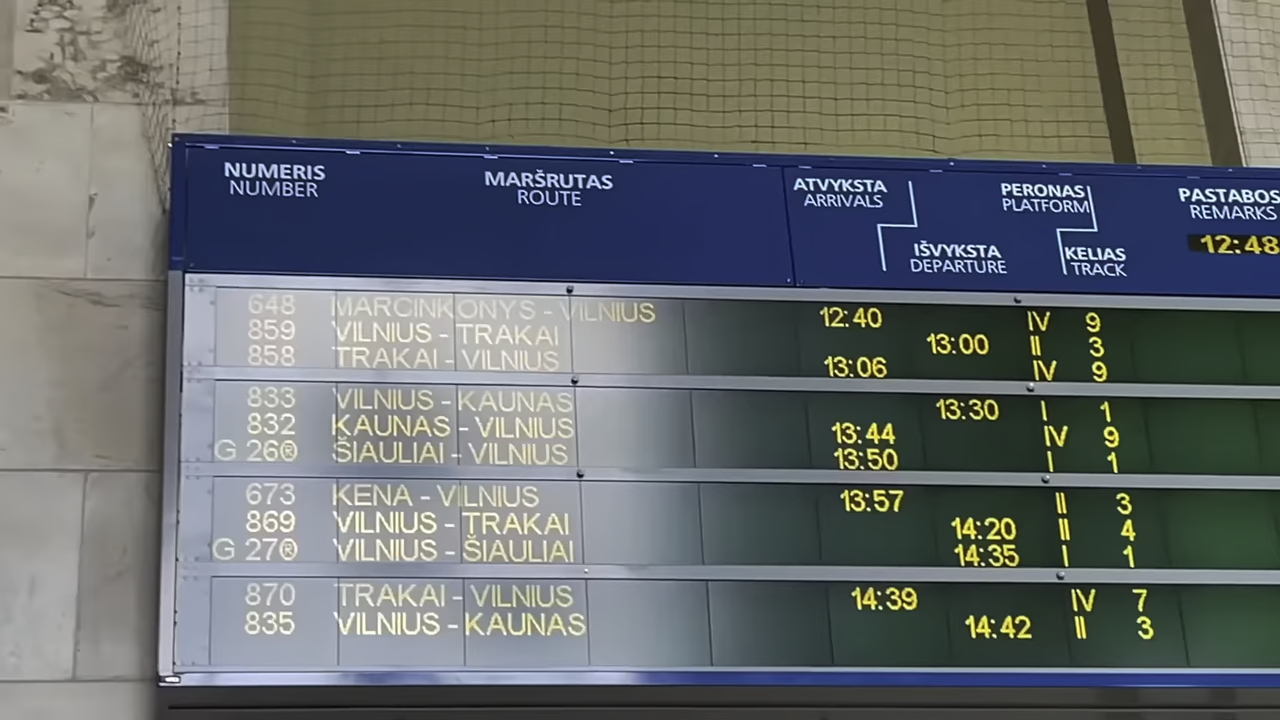 NUMERIS MARŠRUTAS ATVYKSTA PERONAS PASTABOS
NUMBER ROUTE ARRIVALS PLATFORM REMARKS
IŠVYKSTA KELIAS 12:48
DEPARTURE TRACK
648 MARCINKONYS - VILNIUS 12:40 IV 9
859 VILNIUS - TRAKAI 13:00 II 3
858 TRAKAI - VILNIUS 13:06 IV 9
833 VILNIUS - KAUNAS 13:30 I 1
832 KAUNAS - VILNIUS 13:44 IV 9
G 26® ŠIAULIAI - VILNIUS 13:50 I 1
673 KENA - VILNIUS 13:57 II 3
869 VILNIUS - TRAKAI 14:20 II 4
G 27® VILNIUS - ŠIAULIAI 14:35 I 1
870 TRAKAI - VILNIUS 14:39 IV 7
835 VILNIUS - KAUNAS 14:42 II 3